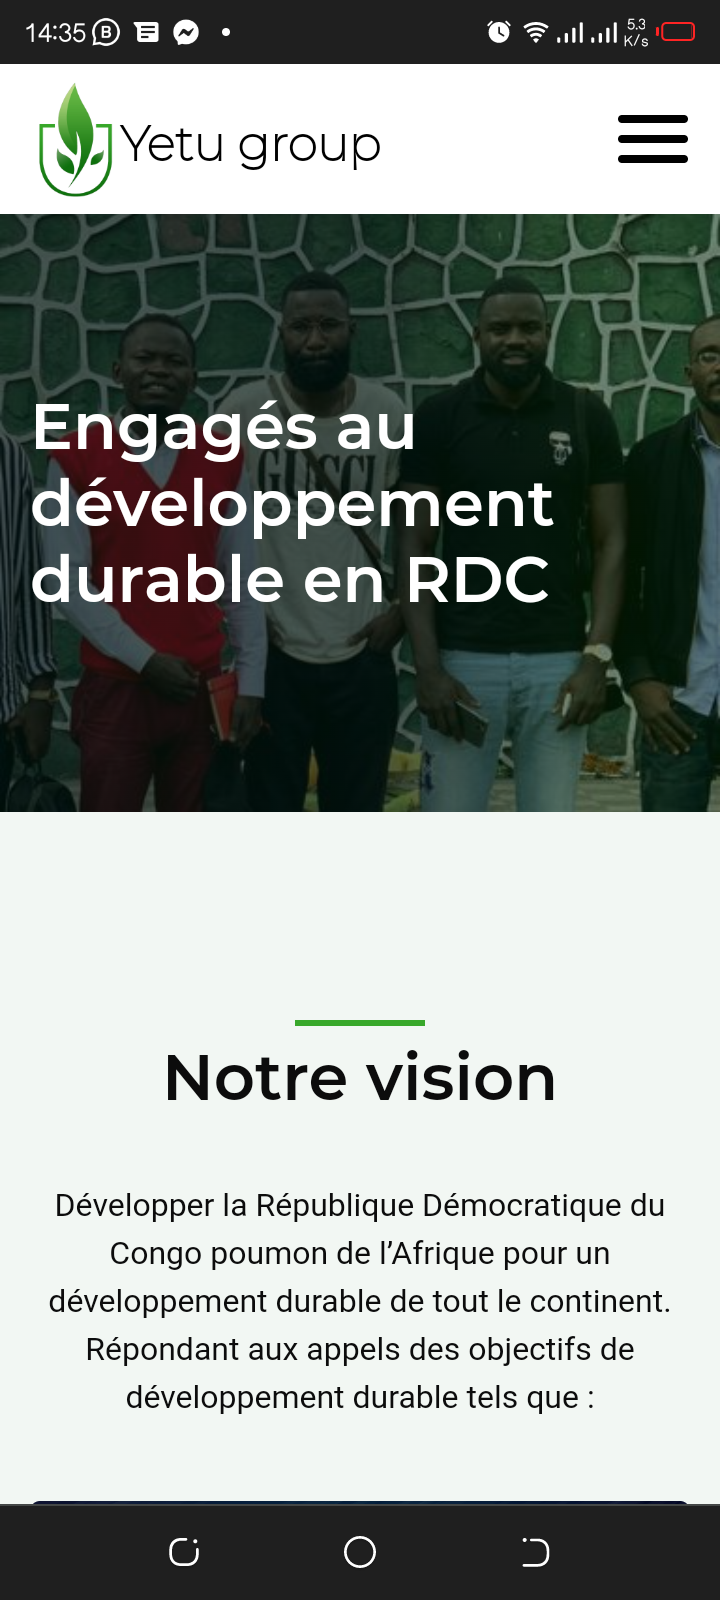 14:35
5.3
K/s
Yetu group
GUCCI
Engagés au
développement
durable en RDC
Notre vision
Développer la République Démocratique du
Congo poumon de l’Afrique pour un
développement durable de tout le continent.
Répondant aux appels des objectifs de
développement durable tels que :